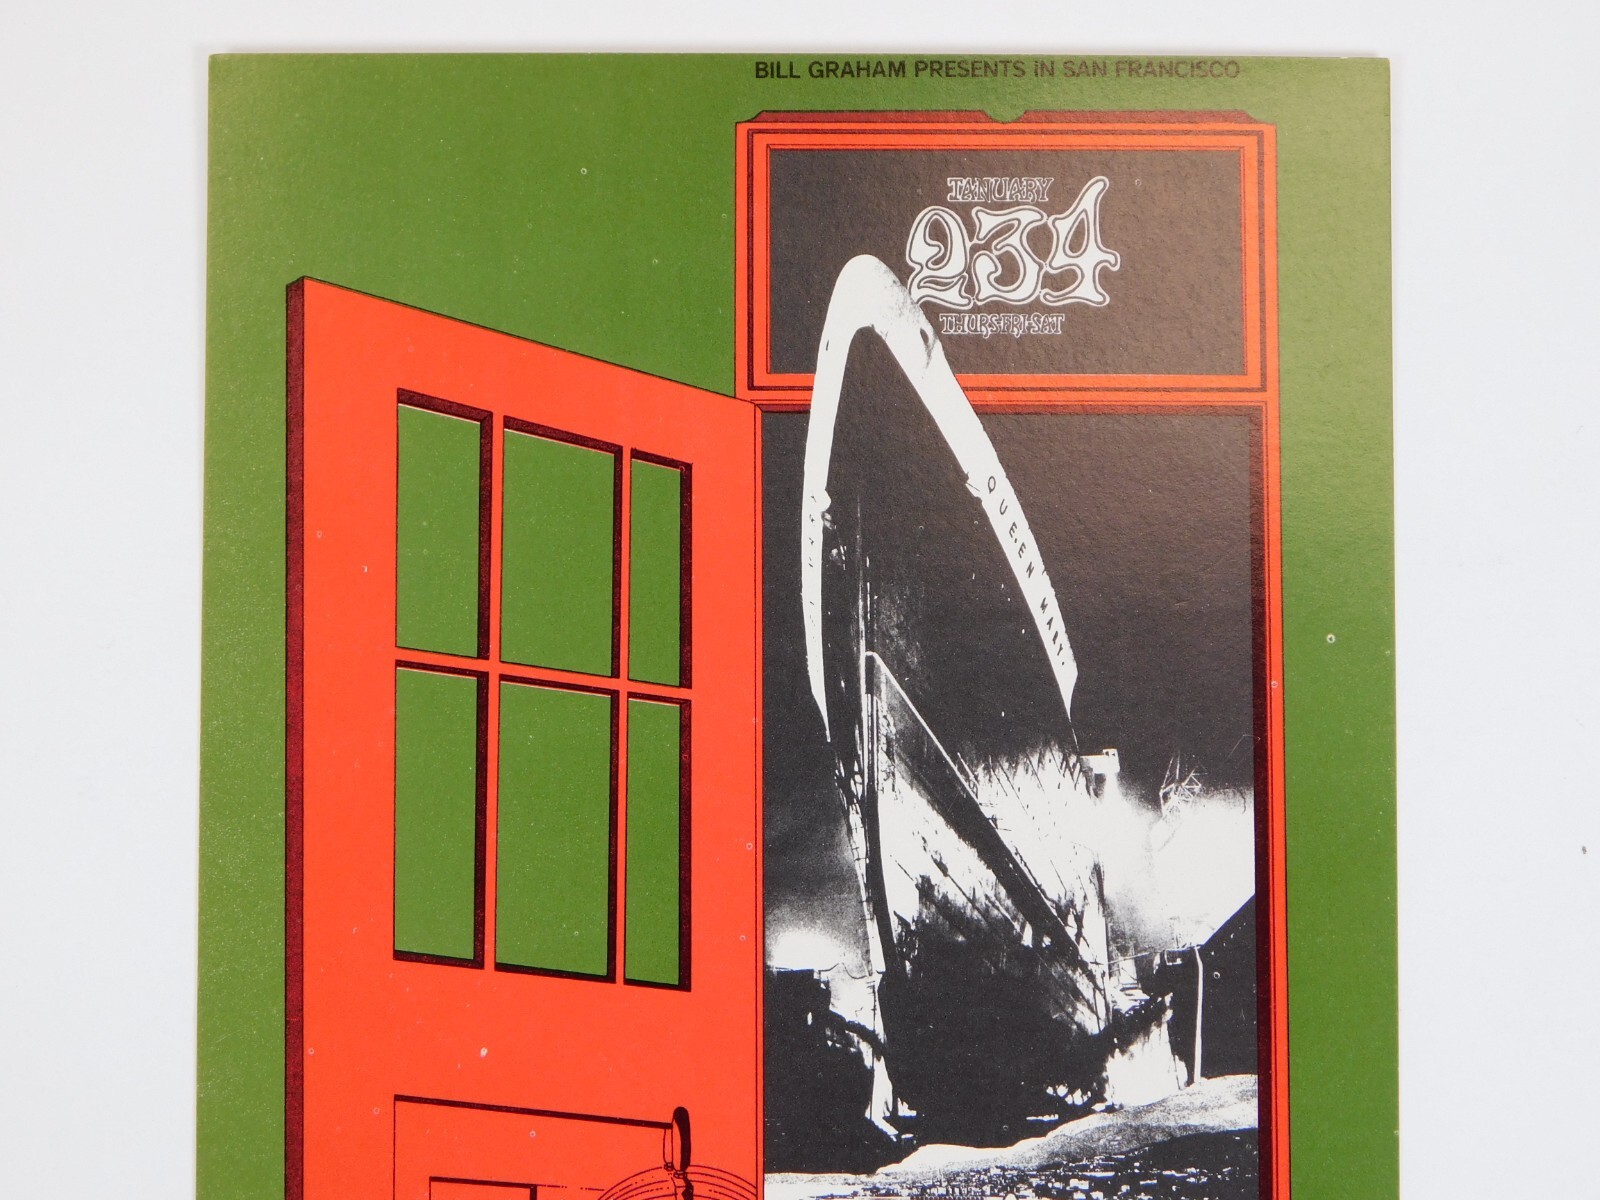 BILL GRAHAM PRESENTS iN SAN FRANCISCO
JANUARY
234
THURS·FRI·SAT
QUEEN MARY